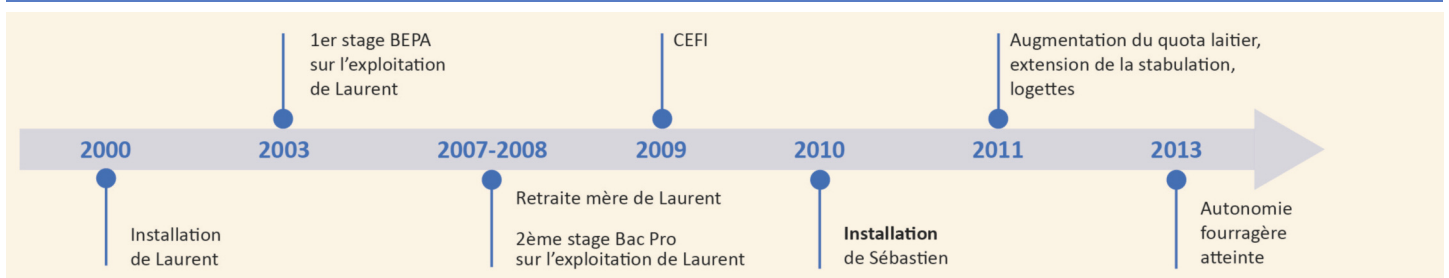 1er stage BEPA
sur l’exploitation
de Laurent
CEFI
Augmentation du quota laitier,
extension de la stabulation,
logettes
2000
2003
2007-2008
2009
2010
2011
2013
Installation
de Laurent
Retraite mère de Laurent
2ème stage Bac Pro
sur l’exploitation de Laurent
Installation
de Sébastien
Autonomie
fourragère
atteinte